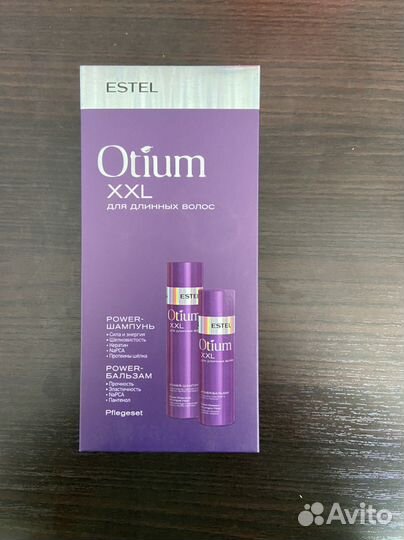 ESTEL
Otium
XXL
для длинных волос
POWER-
ШАМПУНЬ
• Сила и энергия
• Шелковистость
• Кератин
• NaPCA
• Протеины шёлка
POWER-
БАЛЬЗАМ
• Прочность
• Эластичность
• NaPCA
• Пантенол
Pflegeset
ESTEL
Otium
XXL
ESTEL
Otium
XXL
Avito